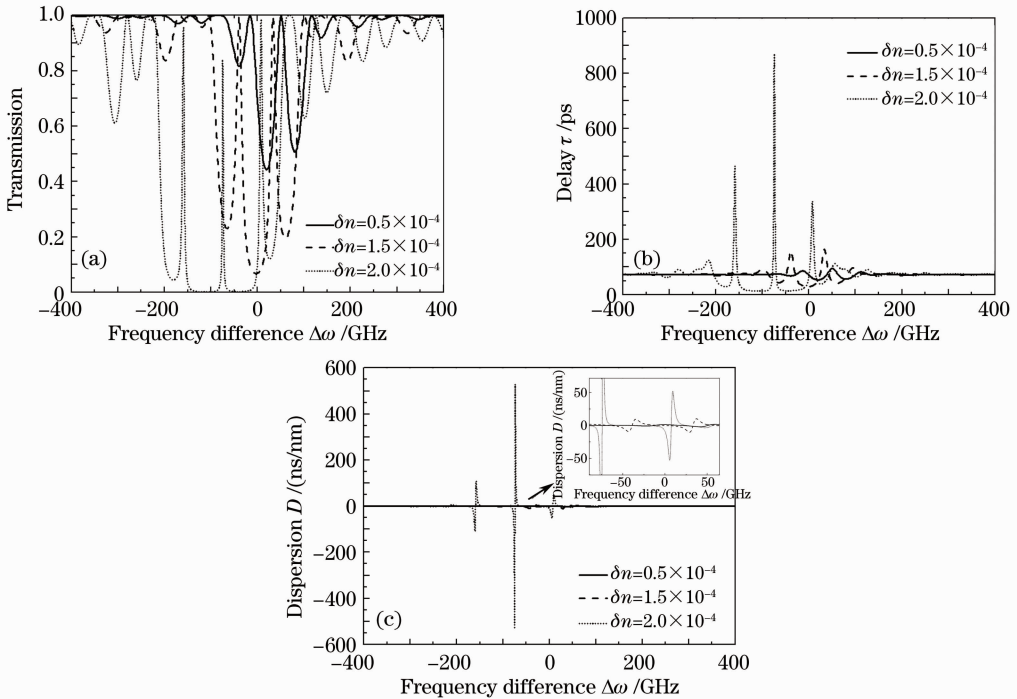 1.0
0.8
0.6
0.4
0.2
0
Transmission
(a)
δn=0.5×10⁻⁴
δn=1.5×10⁻⁴
δn=2.0×10⁻⁴
−400 −200 0 200 400
Frequency difference Δω /GHz
1000
800
600
400
200
0
Delay τ /ps
(b)
δn=0.5×10⁻⁴
δn=1.5×10⁻⁴
δn=2.0×10⁻⁴
−400 −200 0 200 400
Frequency difference Δω /GHz
600
400
200
0
−200
−400
−600
Dispersion D /(ns/nm)
(c)
50
0
−50
Dispersion D /(ns/nm)
−50 0 50
Frequency difference Δω /GHz
δn=0.5×10⁻⁴
δn=1.5×10⁻⁴
δn=2.0×10⁻⁴
−400 −200 0 200 400
Frequency difference Δω /GHz